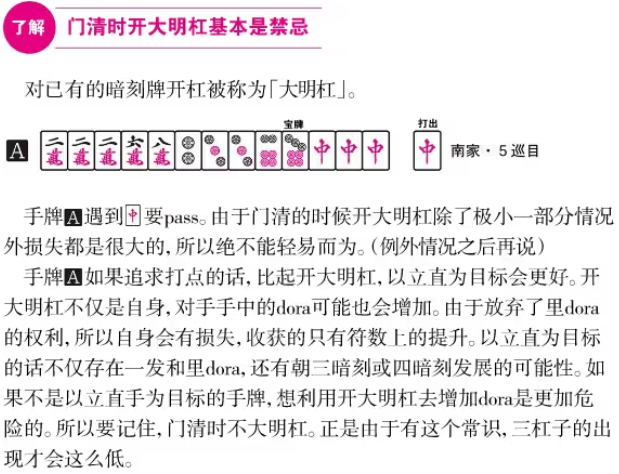 了解 门清时开大明杠基本是禁忌
对已有的暗刻牌开杠被称为「大明杠」。
宝牌 打出
A 二萬 二萬 二萬 六萬 八萬 中 中 中 中 南家·5巡目
手牌A遇到中要pass。由于门清的时候开大明杠除了极小一部分情况
外损失都是很大的,所以绝不能轻易而为。(例外情况之后再说)
手牌A如果追求打点的话,比起开大明杠,以立直为目标会更好。开
大明杠不仅是自身,对手手中的dora可能也会增加。由于放弃了里dora
的权利,所以自身会有损失,收获的只有符数上的提升。以立直为目标
的话不仅存在一发和里dora,还有朝三暗刻或四暗刻发展的可能性。如
果不是以立直手为目标的手牌,想利用开大明杠去增加dora是更加危
险的。所以要记住,门清时不大明杠。正是由于有这个常识,三杠子的出
现才会这么低。